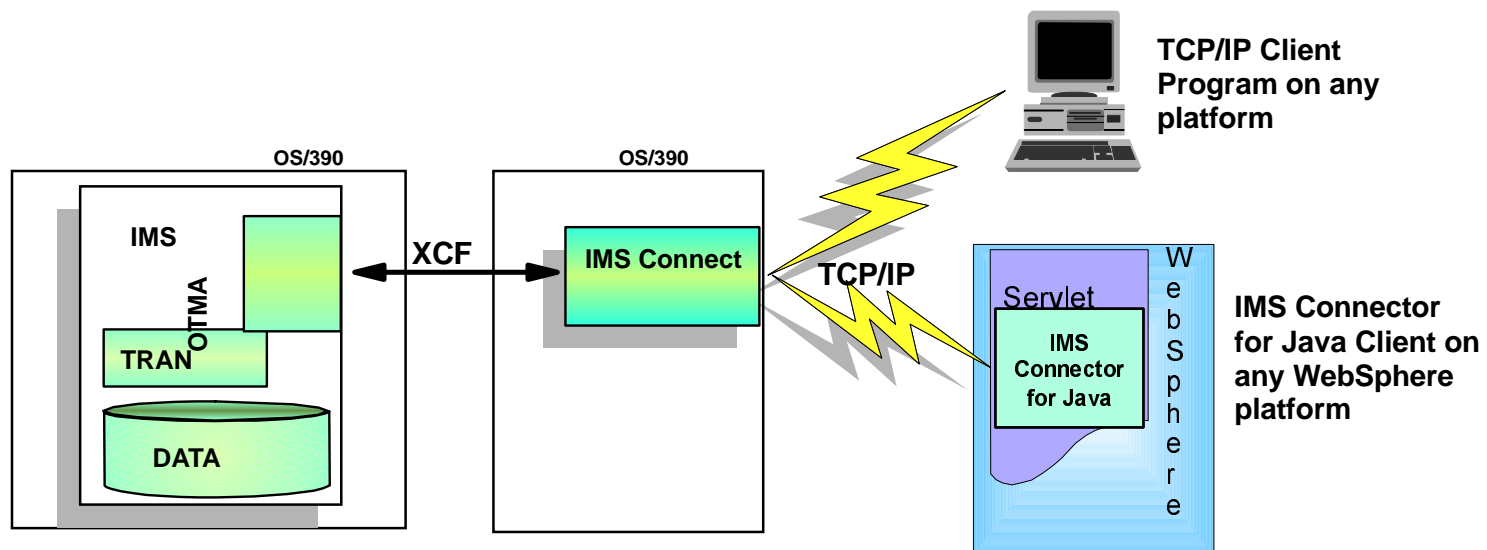 TCP/IP Client
Program on any
platform
OS/390
OS/390
IMS
OTMA
TRAN
DATA
XCF
IMS Connect
TCP/IP
Servlet
IMS
Connector
for Java
WebSphere
IMS Connector
for Java Client on
any WebSphere
platform